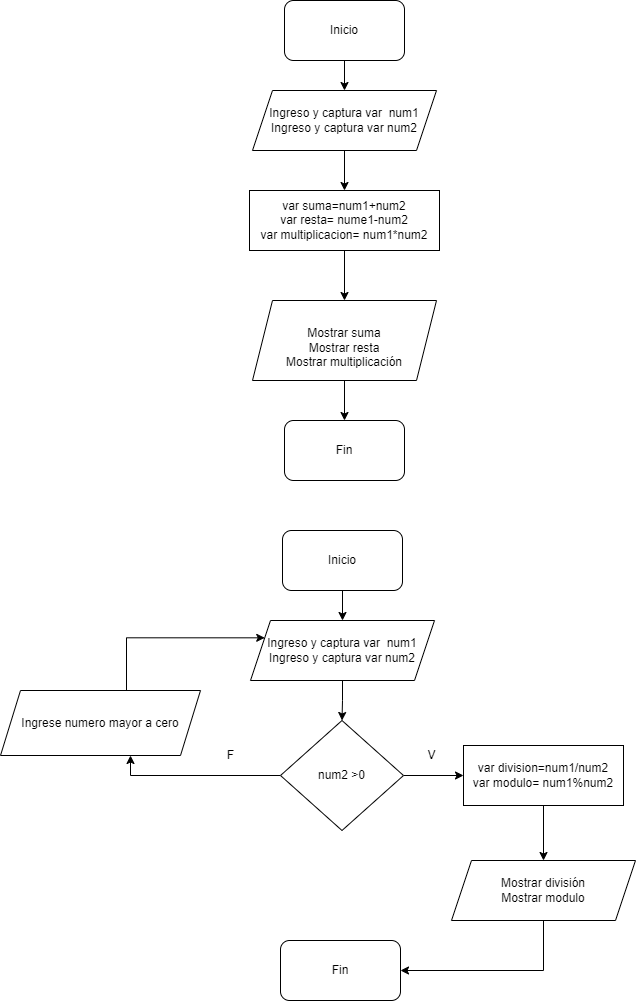 Inicio
Ingreso y captura var num1
Ingreso y captura var num2
var suma=num1+num2
var resta= nume1-num2
var multiplicacion= num1*num2
Mostrar suma
Mostrar resta
Mostrar multiplicación
Fin
Inicio
Ingreso y captura var num1
Ingreso y captura var num2
Ingrese numero mayor a cero
F
num2 >0
V
var division=num1/num2
var modulo= num1%num2
Mostrar división
Mostrar modulo
Fin